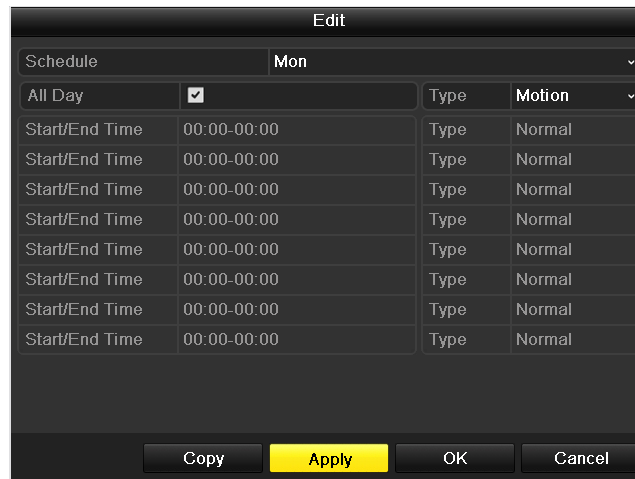 Edit
Schedule Mon
All Day Type Motion
Start/End Time 00:00-00:00 Type Normal
Start/End Time 00:00-00:00 Type Normal
Start/End Time 00:00-00:00 Type Normal
Start/End Time 00:00-00:00 Type Normal
Start/End Time 00:00-00:00 Type Normal
Start/End Time 00:00-00:00 Type Normal
Start/End Time 00:00-00:00 Type Normal
Start/End Time 00:00-00:00 Type Normal
Copy Apply OK Cancel